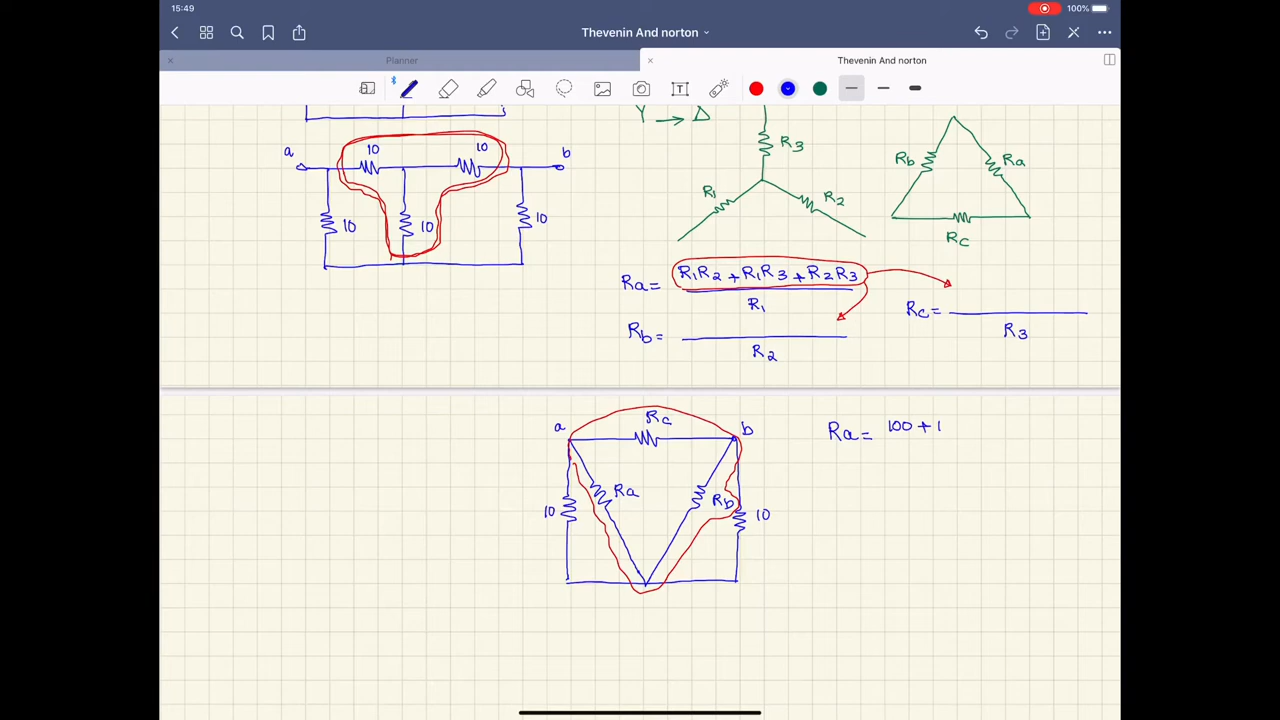 15:49
100%
Thevenin And norton
Planner
Thevenin And norton
Y → Δ
R3
R1
R2
Rb
Ra
Rc
10
10
a
b
10
10
10
Ra = R1R2 + R1R3 + R2R3
R1
Rb =
R2
Rc =
R3
Rc
a
b
Ra
Rb
10
10
Ra = 100 + 1